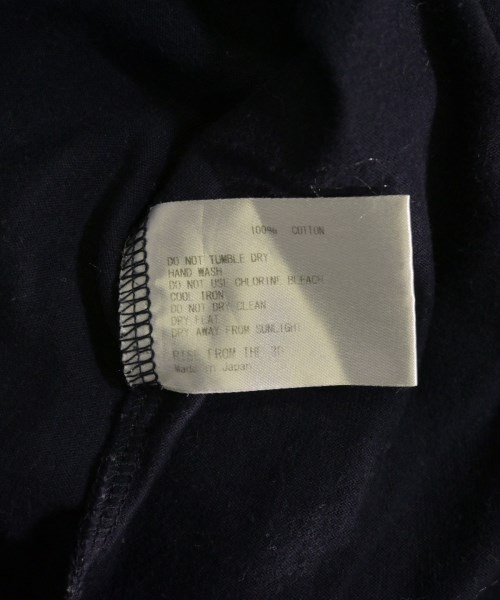 100% COTTON
DO NOT TUMBLE DRY
HAND WASH
DO NOT USE CHLORINE BLEACH
COOL IRON
DO NOT DRY CLEAN
DRY FLAT
DRY AWAY FROM SUNLIGHT
RISE FROM THE 3D
Made in Japan